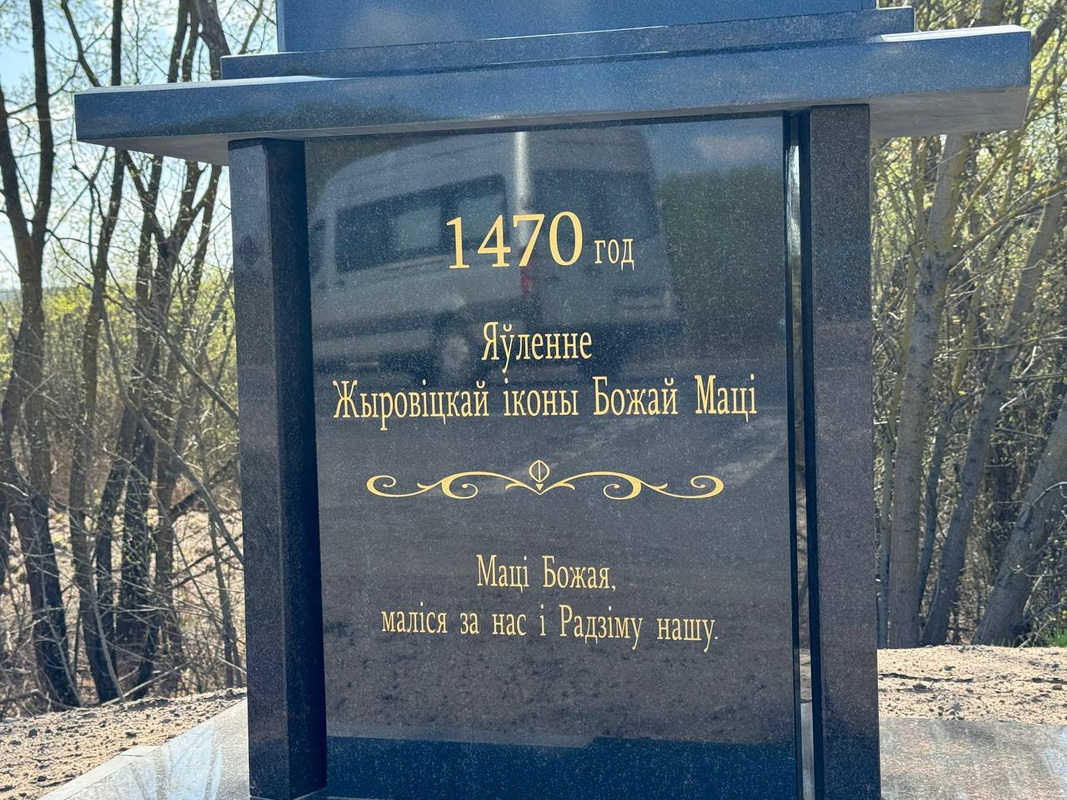 1470 год
Яўленне
Жыровіцкай іконы Божай Маці
Маці Божая,
маліся за нас і Радзіму нашу.